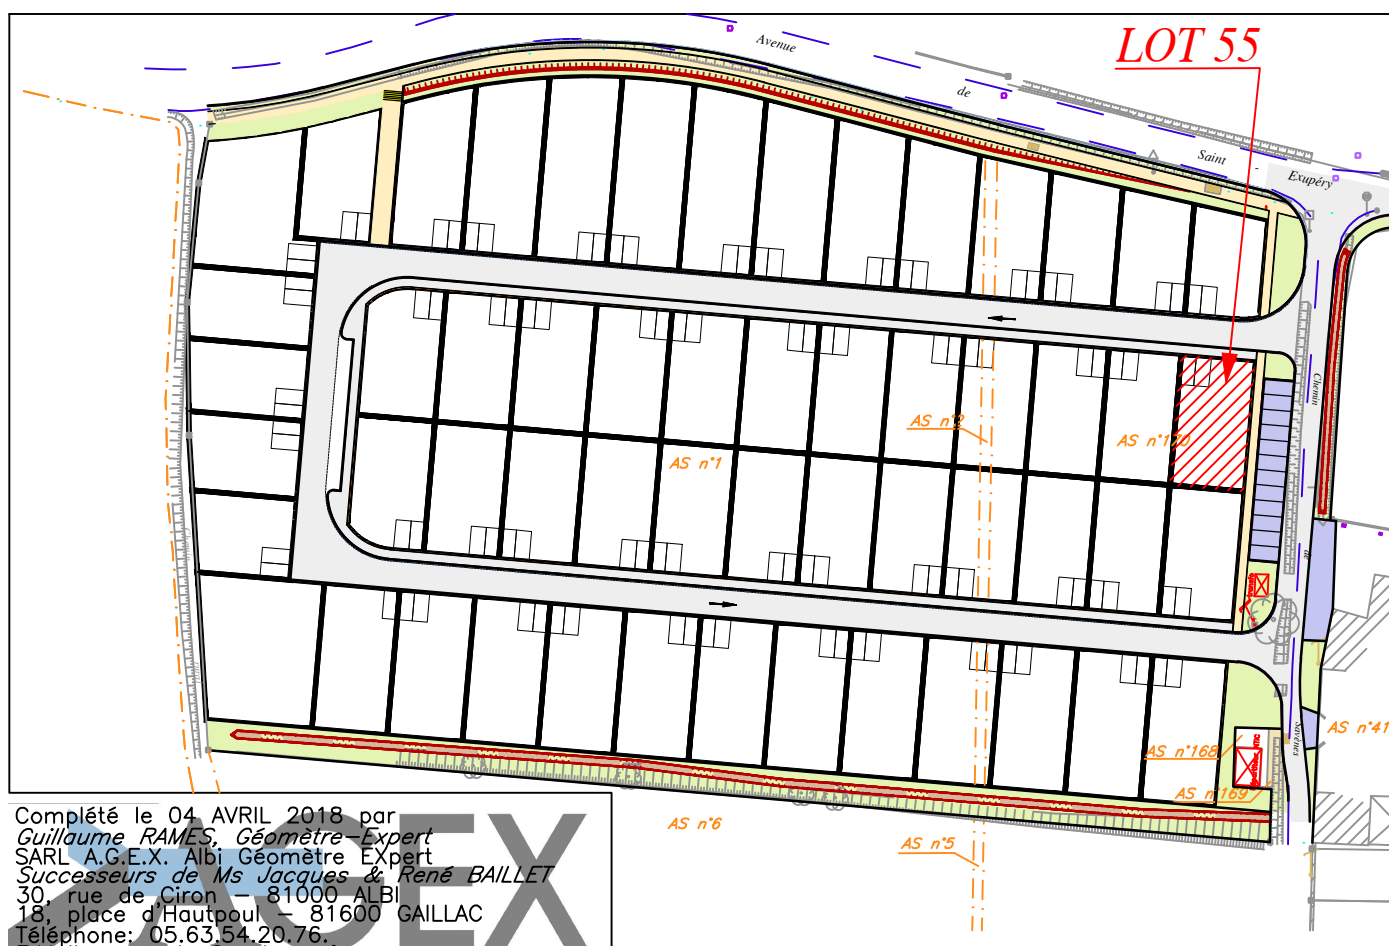 LOT 55
Avenue
de
Saint
Exupéry
Chemin
de
Savènes
AS n°2
AS n°170
AS n°1
AS n°168
AS n°169
AS n°41
AS n°6
AS n°5
Complété le 04 AVRIL 2018 par
Guillaume RAMES, Géomètre-Expert
SARL A.G.E.X. Albi Géomètre EXpert
Successeurs de Ms Jacques & René BAILLET
30, rue de Ciron - 81000 ALBI
18, place d'Hautpoul - 81600 GAILLAC
Téléphone: 05.63.54.20.76.
AGEX